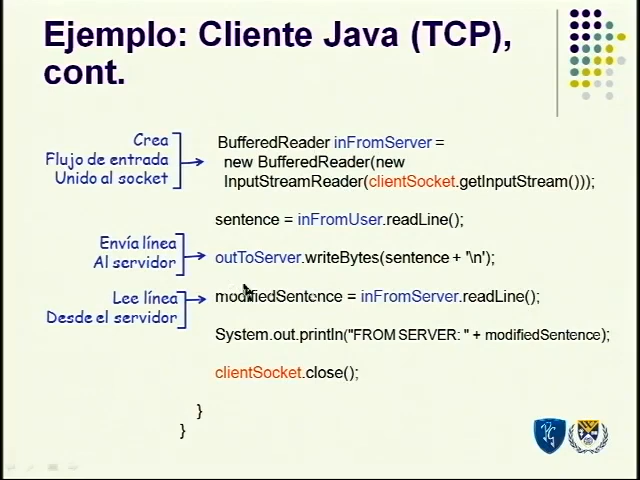 Ejemplo: Cliente Java (TCP),
cont.
Crea
Flujo de entrada
Unido al socket
BufferedReader inFromServer =
new BufferedReader(new
InputStreamReader(clientSocket.getInputStream()));
sentence = inFromUser.readLine();
Envía línea
Al servidor
outToServer.writeBytes(sentence + '\n');
Lee línea
Desde el servidor
modifiedSentence = inFromServer.readLine();
System.out.println("FROM SERVER: " + modifiedSentence);
clientSocket.close();
}
}